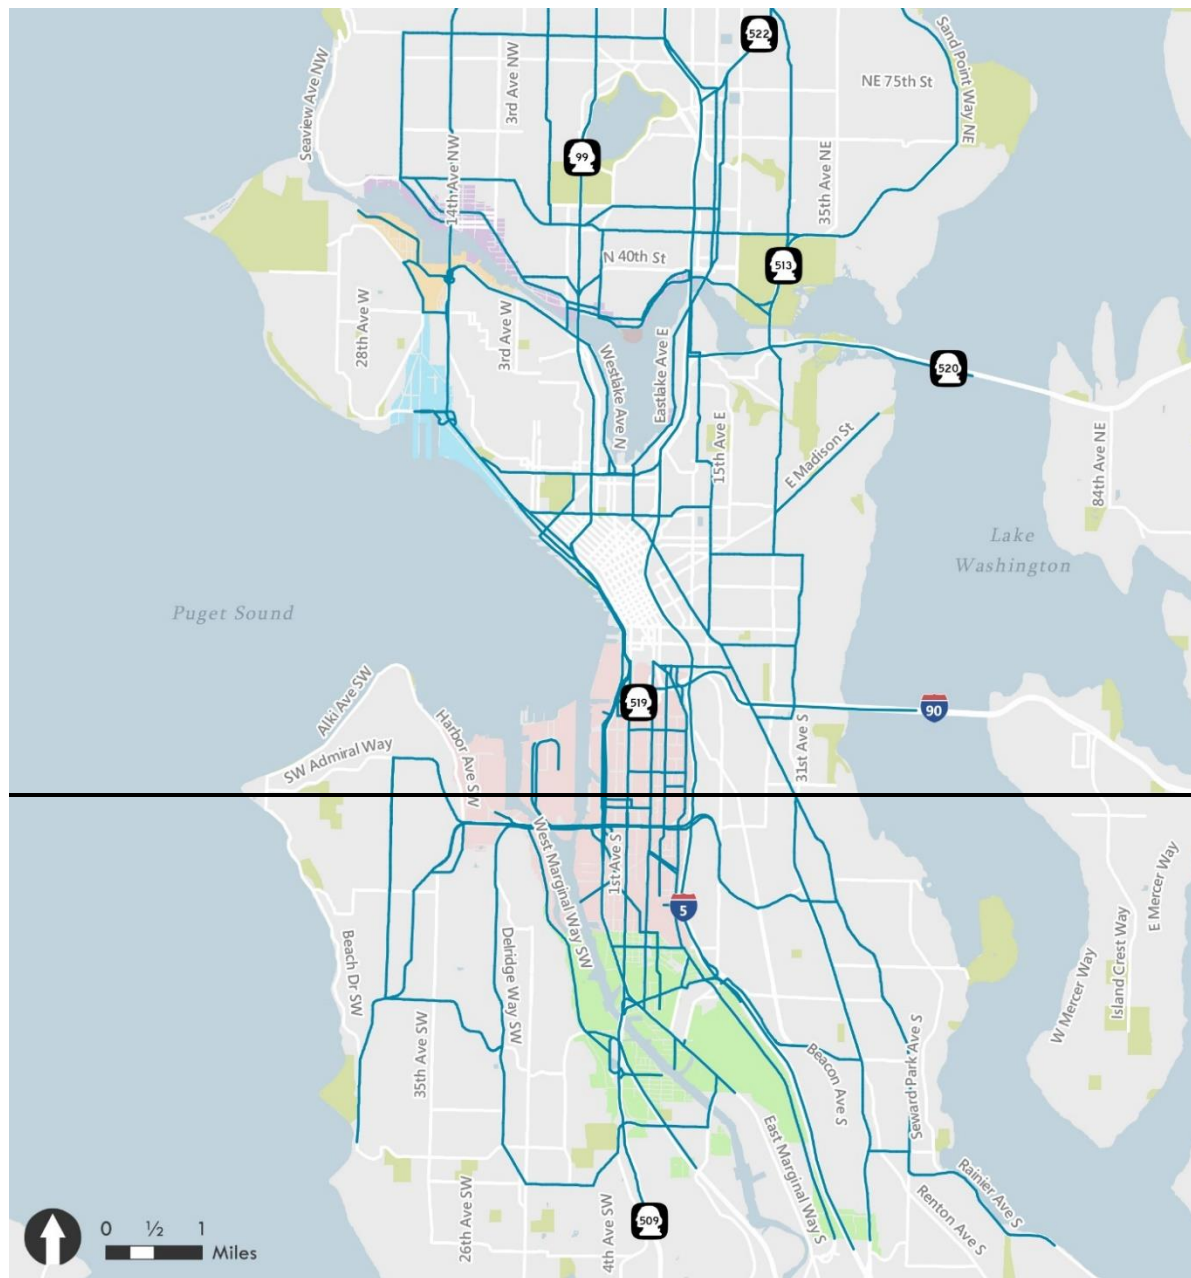 522
Sand Point Way NE
NE 75th St
Seaview Ave NW
3rd Ave NW
99
14th Ave NW
35th Ave NE
N 40th St
513
28th Ave W
3rd Ave W
Westlake Ave N
Eastlake Ave E
520
15th Ave E
E Madison St
84th Ave NE
Lake
Washington
Puget Sound
Alki Ave SW
SW Admiral Way
Harbor Ave SW
519
90
31st Ave S
West Marginal Way SW
1st Ave S
5
Beach Dr SW
Delridge Way SW
35th Ave SW
E Mercer Way
Island Crest Way
W Mercer Way
Beacon Ave S
Seward Park Ave S
East Marginal Way S
Rainier Ave S
Renton Ave S
26th Ave SW
4th Ave SW
509
0 ½ 1
Miles